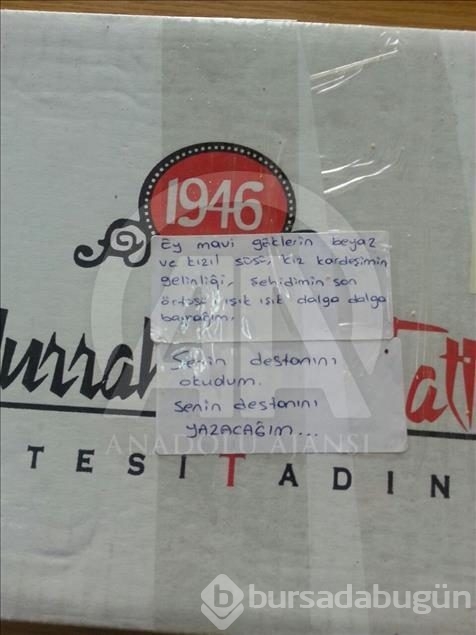 1946
Ey mavi göklerin beyaz
ve kızıl süsü, kız kardeşimin
gelinliği, Şehidimin son
örtüsü ışık ışık dalga dalga
bayrağım.
Senin destanını
okudum.
Senin destanını
YAZACAĞIM...
ANADOLU AJANSI
TESİTADIN
b bursadabugün